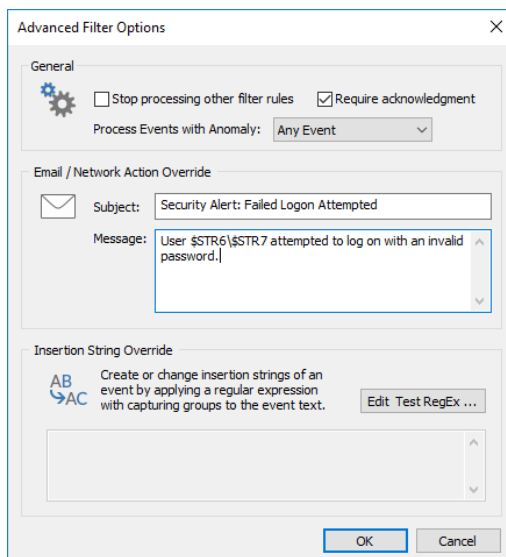 Advanced Filter Options
General
Stop processing other filter rules
Require acknowledgment
Process Events with Anomaly: Any Event
Email / Network Action Override
Subject: Security Alert: Failed Logon Attempted
Message: User $STR6\$STR7 attempted to log on with an invalid
password.
Insertion String Override
AB
AC
Create or change insertion strings of an
event by applying a regular expression
with capturing groups to the event text.
Edit Test RegEx ...
OK
Cancel